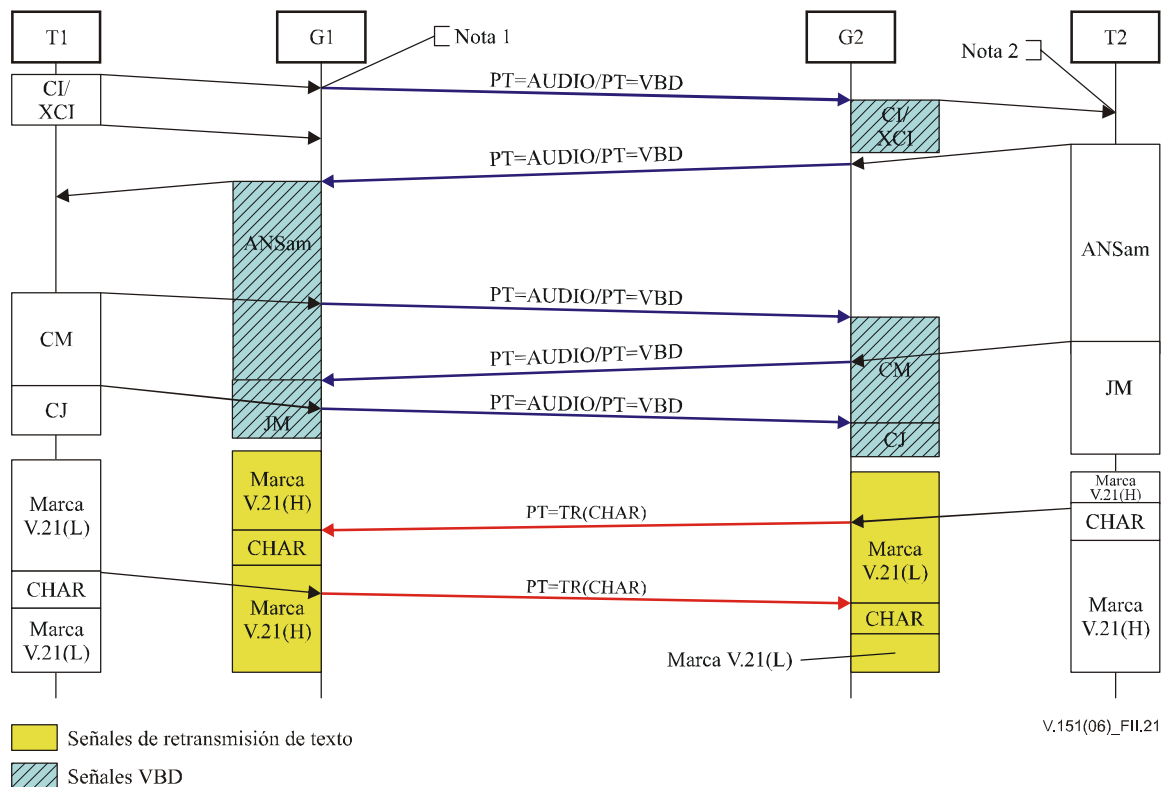 T1
G1
G2
T2
Nota 1
Nota 2
CI/
XCI
PT=AUDIO/PT=VBD
CI/
XCI
PT=AUDIO/PT=VBD
ANSam
ANSam
CM
PT=AUDIO/PT=VBD
PT=AUDIO/PT=VBD
CM
JM
CJ
PT=AUDIO/PT=VBD
JM
CJ
Marca
V.21(L)
Marca
V.21(H)
Marca
V.21(H)
PT=TR(CHAR)
CHAR
CHAR
Marca
V.21(L)
CHAR
PT=TR(CHAR)
Marca
V.21(H)
CHAR
Marca
V.21(H)
Marca
V.21(L)
Marca V.21(L)
V.151(06)_FII.21
Señales de retransmisión de texto
Señales VBD